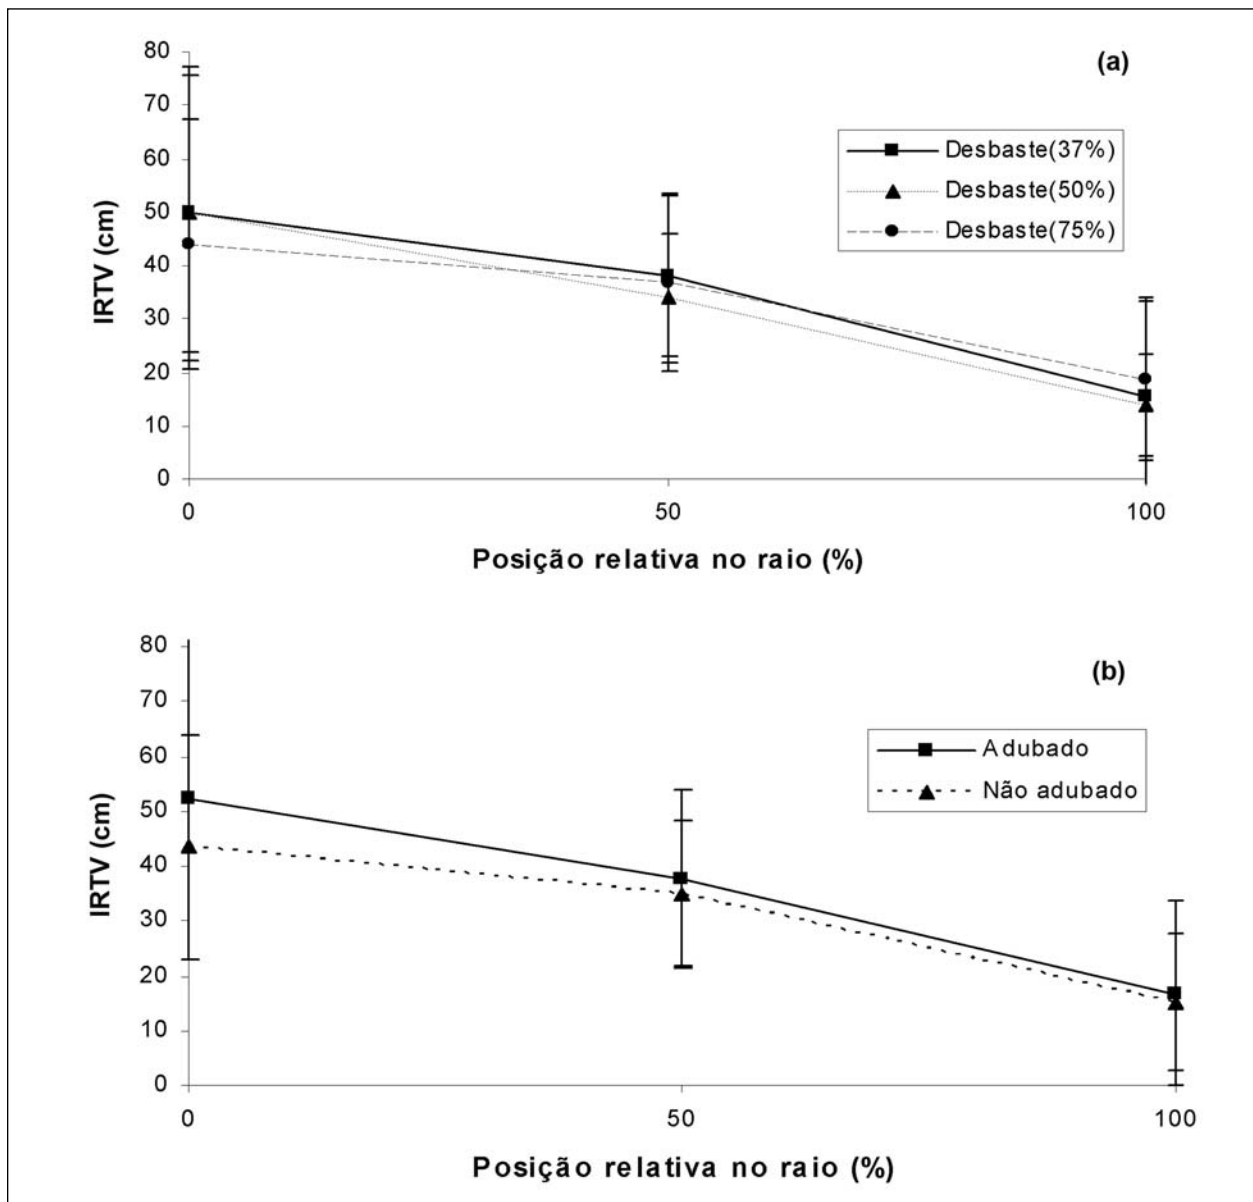 (a)
80
70
60
50
40
30
20
10
0
IRTV (cm)
Desbaste(37%)
Desbaste(50%)
Desbaste(75%)
0 50 100
Posição relativa no raio (%)
(b)
80
70
60
50
40
30
20
10
0
IRTV (cm)
Adubado
Não adubado
0 50 100
Posição relativa no raio (%)